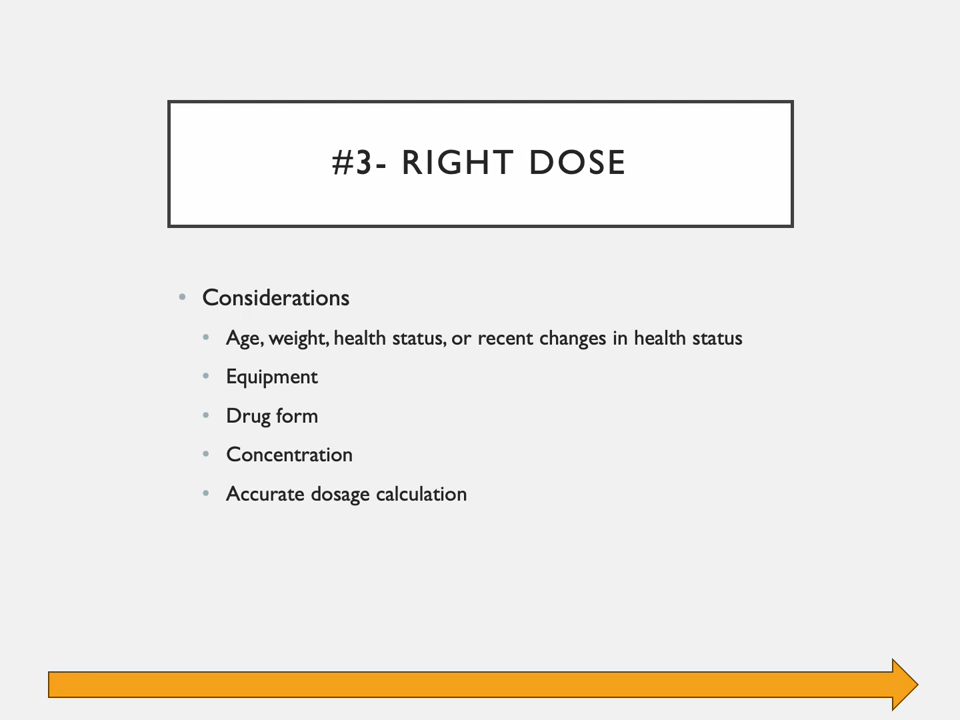 #3- RIGHT DOSE
• Considerations
• Age, weight, health status, or recent changes in health status
• Equipment
• Drug form
• Concentration
• Accurate dosage calculation